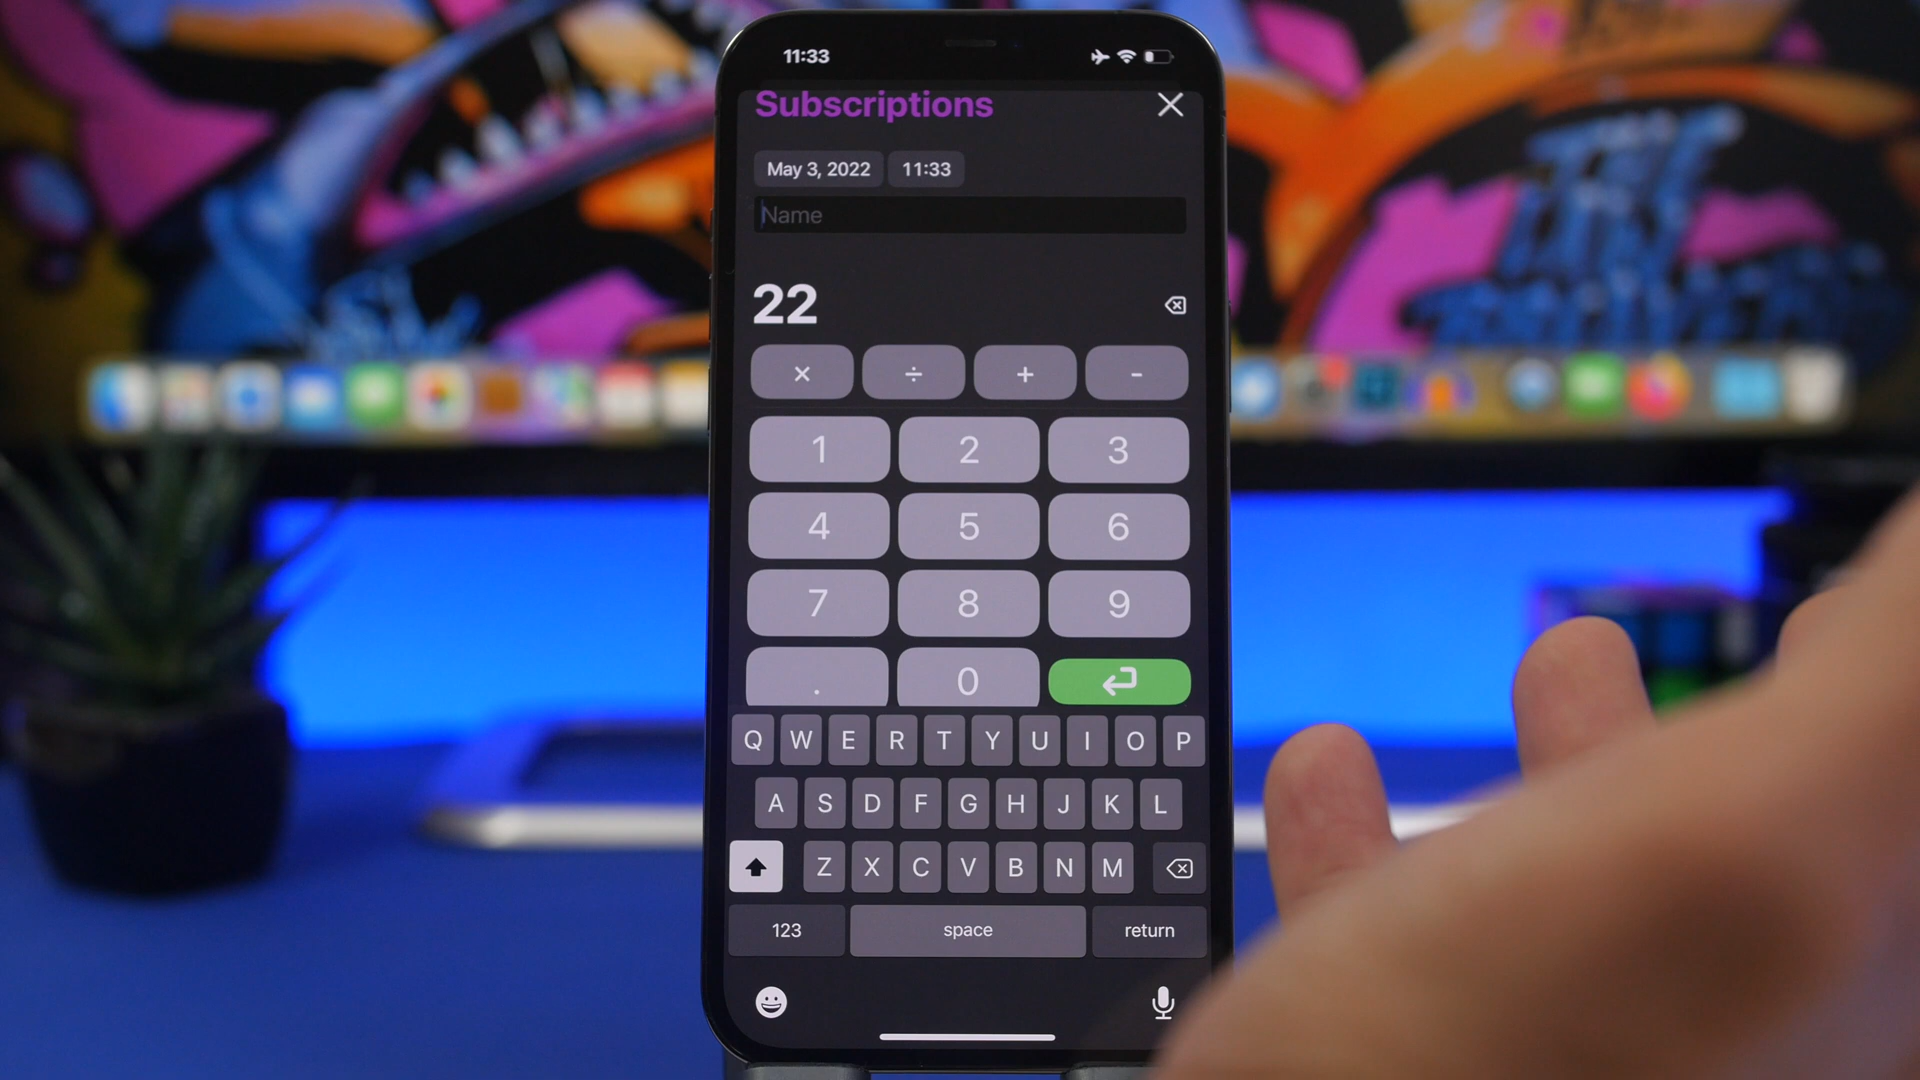 11:33
Subscriptions
May 3, 2022 11:33
Name
22
× ÷ + -
1 2 3
4 5 6
7 8 9
. 0
Q W E R T Y U I O P
A S D F G H J K L
Z X C V B N M
123 space return